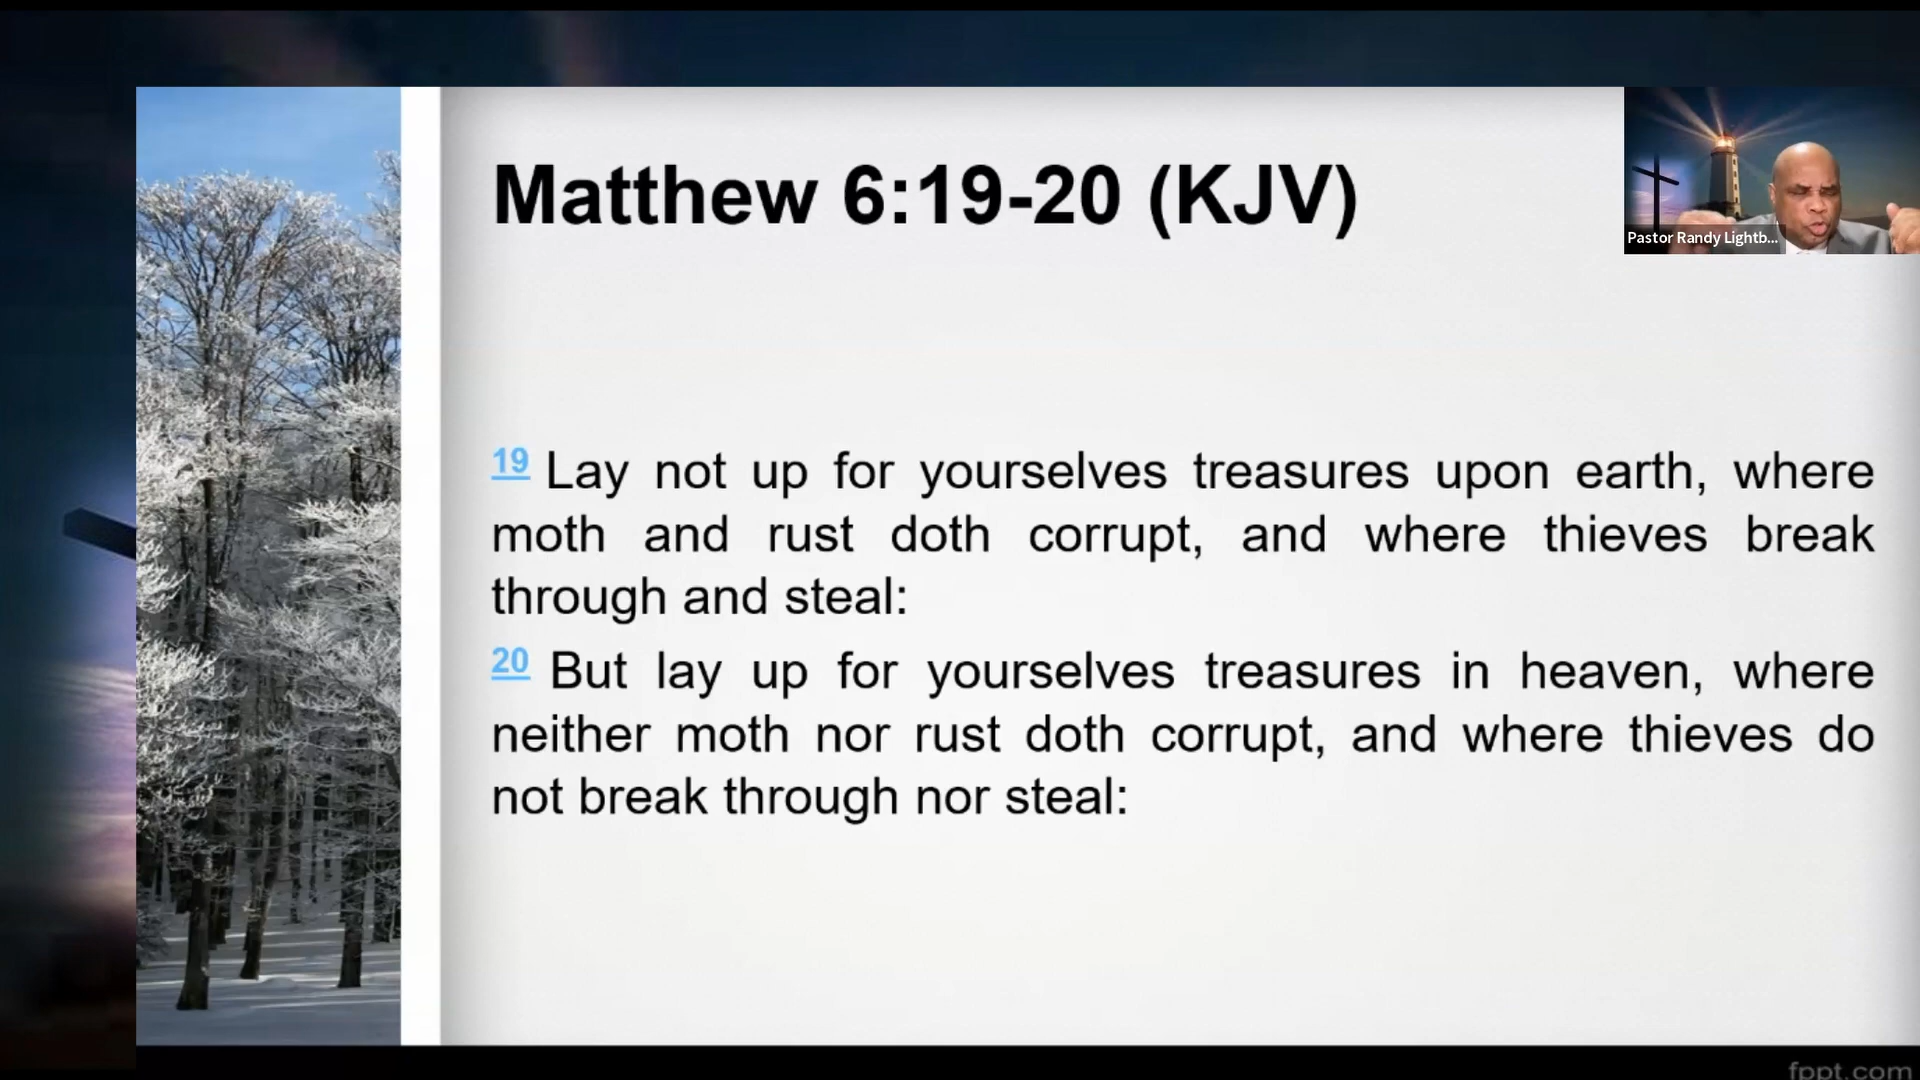 Matthew 6:19-20 (KJV)
Pastor Randy Lightb...
19 Lay not up for yourselves treasures upon earth, where
moth and rust doth corrupt, and where thieves break
through and steal:
20 But lay up for yourselves treasures in heaven, where
neither moth nor rust doth corrupt, and where thieves do
not break through nor steal:
fppt.com